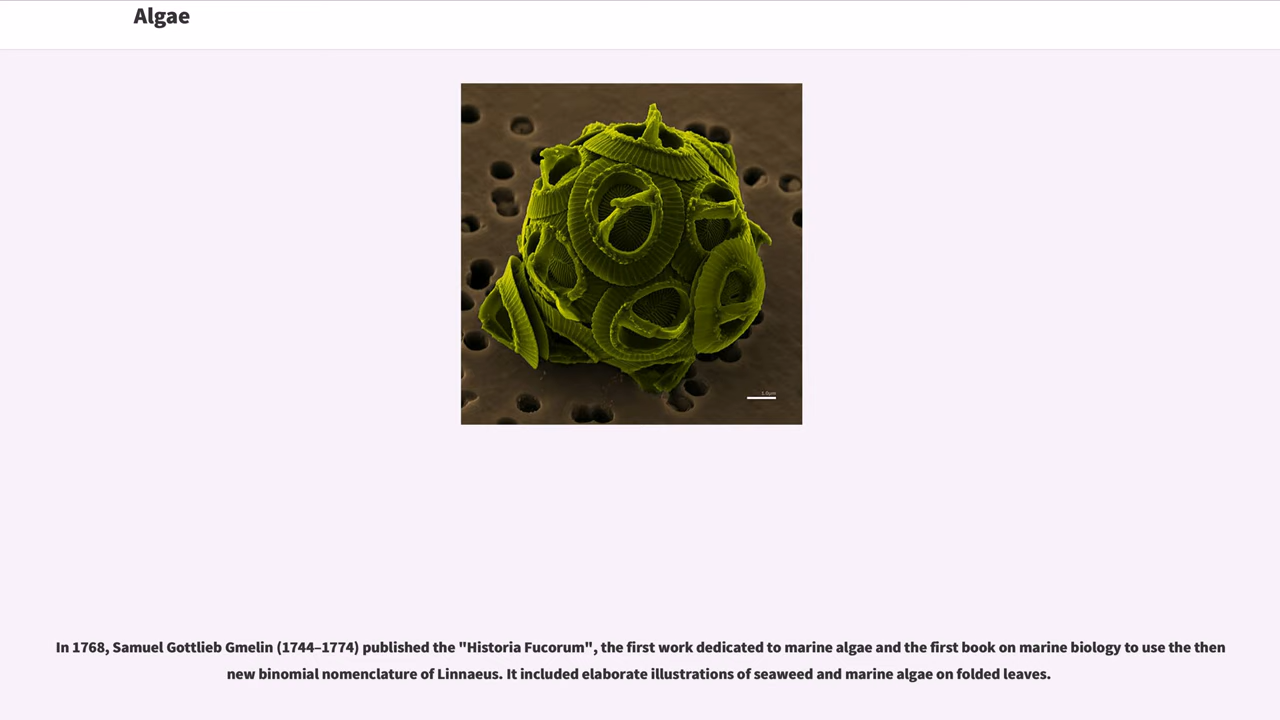 Algae
1.0µm
In 1768, Samuel Gottlieb Gmelin (1744–1774) published the "Historia Fucorum", the first work dedicated to marine algae and the first book on marine biology to use the then
new binomial nomenclature of Linnaeus. It included elaborate illustrations of seaweed and marine algae on folded leaves.